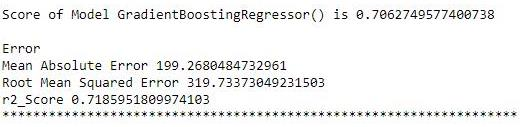 Score of Model GradientBoostingRegressor() is 0.7062749577400738
Error
Mean Absolute Error 199.2680484732961
Root Mean Squared Error 319.73373049231503
r2_Score 0.7185951809974103
*******************************************************************